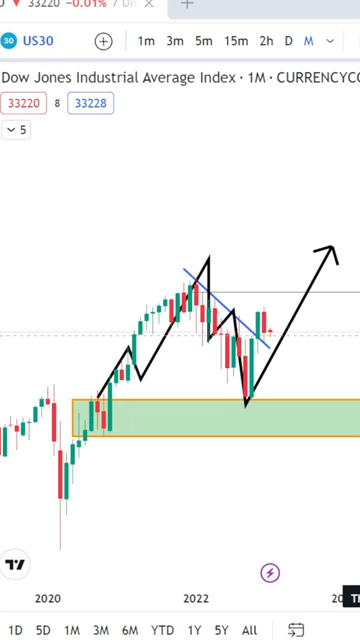 33220 −0.01%
30 US30 1m 3m 5m 15m 2h D M
Dow Jones Industrial Average Index · 1M · CURRENCYCO
33220 8 33228
5
2020 2022
1D 5D 1M 3M 6M YTD 1Y 5Y All